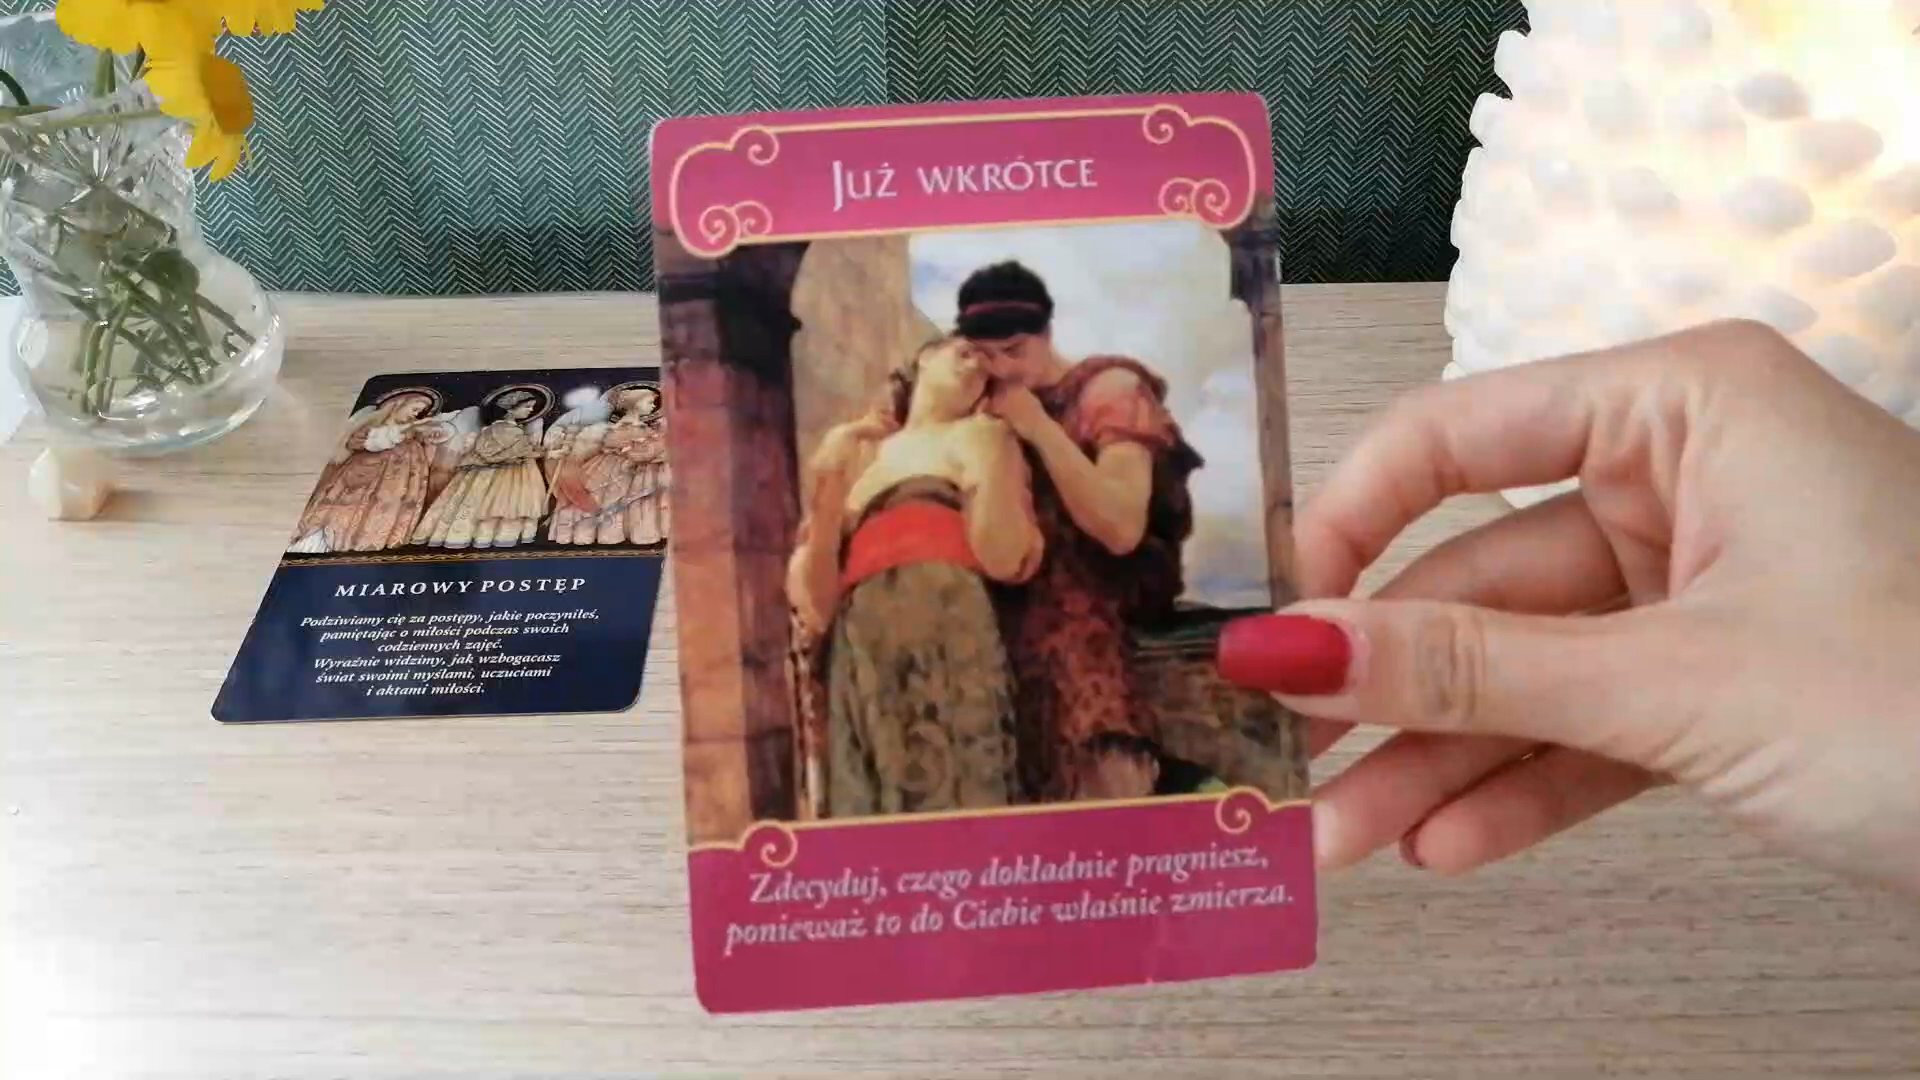 Już wkrótce
Zdecyduj, czego dokładnie pragniesz,
ponieważ to do Ciebie właśnie zmierza.
MIAROWY POSTĘP
Podziwiamy cię za postępy, jakie poczyniłeś,
pamiętając o miłości podczas swoich
codziennych zajęć.
Wyraźnie widzimy, jak wzbogacasz
świat swoimi myślami, uczuciami
i aktami miłości.